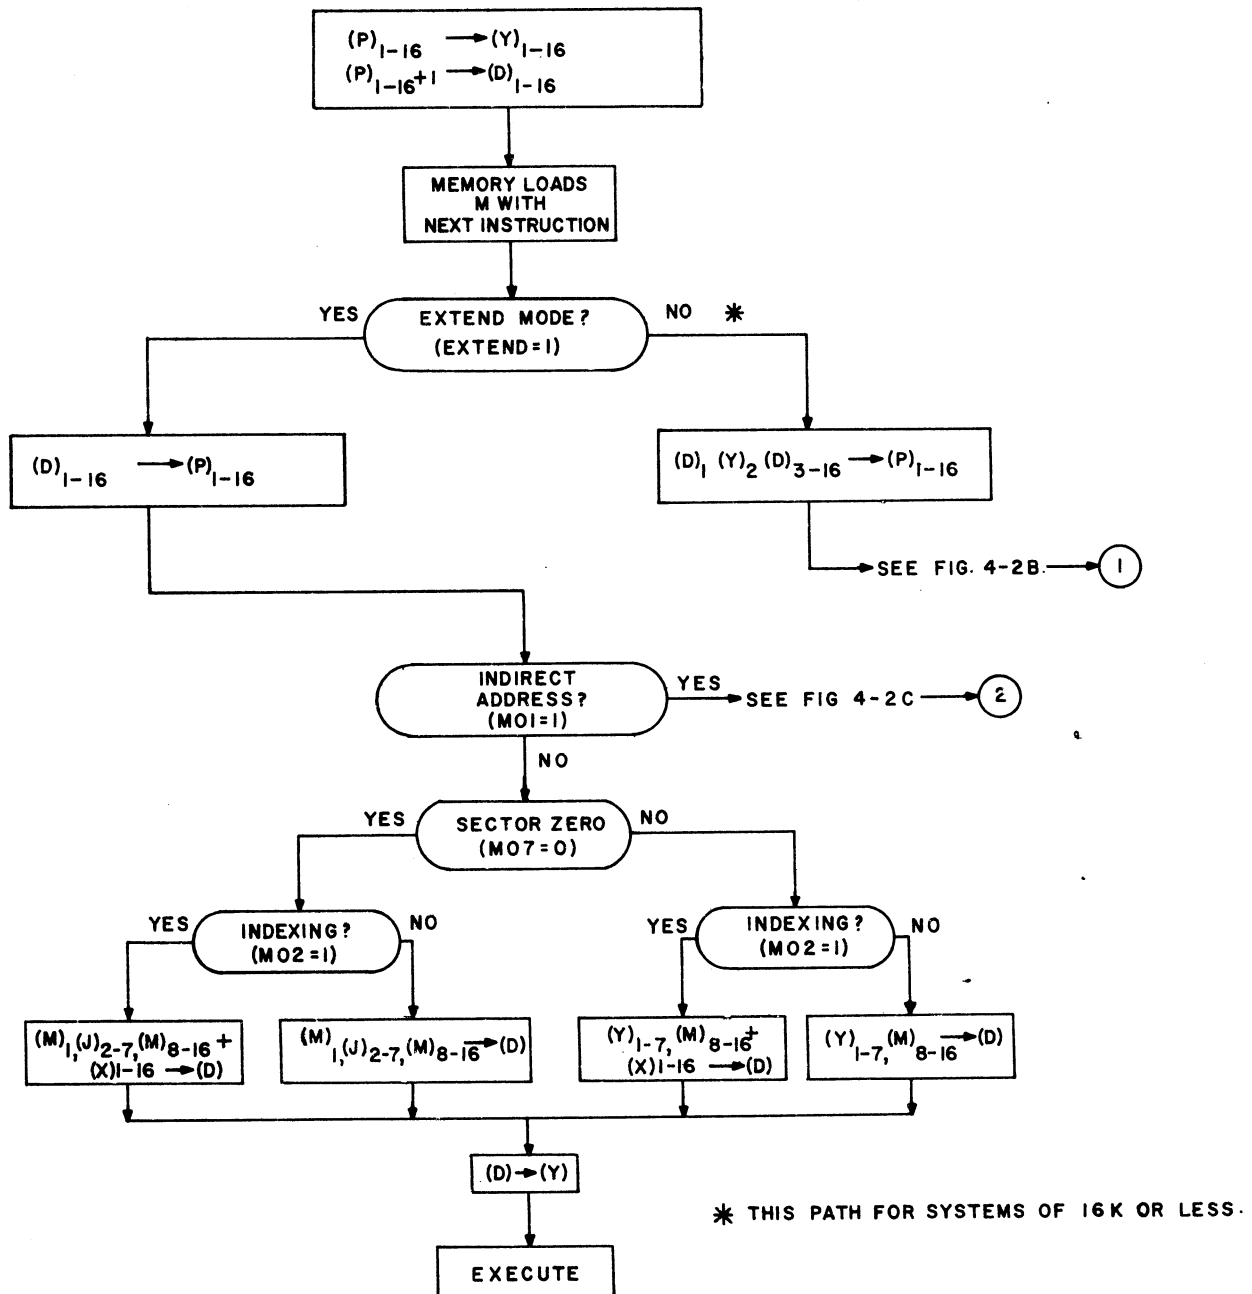 (P)1-16 → (Y)1-16
(P)1-16+1 → (D)1-16
MEMORY LOADS
M WITH
NEXT INSTRUCTION
YES
EXTEND MODE?
(EXTEND=1)
NO *
(D)1-16 → (P)1-16
(D)1 (Y)2 (D)3-16 → (P)1-16
SEE FIG. 4-2B.
1
INDIRECT
ADDRESS?
(M01=1)
YES
SEE FIG 4-2C
2
NO
YES
SECTOR ZERO
(M07=0)
NO
YES
INDEXING?
(M02=1)
NO
YES
INDEXING?
(M02=1)
NO
(M)1,(J)2-7,(M)8-16 +
(X)1-16 → (D)
(M)1,(J)2-7,(M)8-16 → (D)
(Y)1-7,(M)8-16+
(X)1-16 → (D)
(Y)1-7,(M)8-16 → (D)
(D) → (Y)
* THIS PATH FOR SYSTEMS OF 16K OR LESS.
EXECUTE